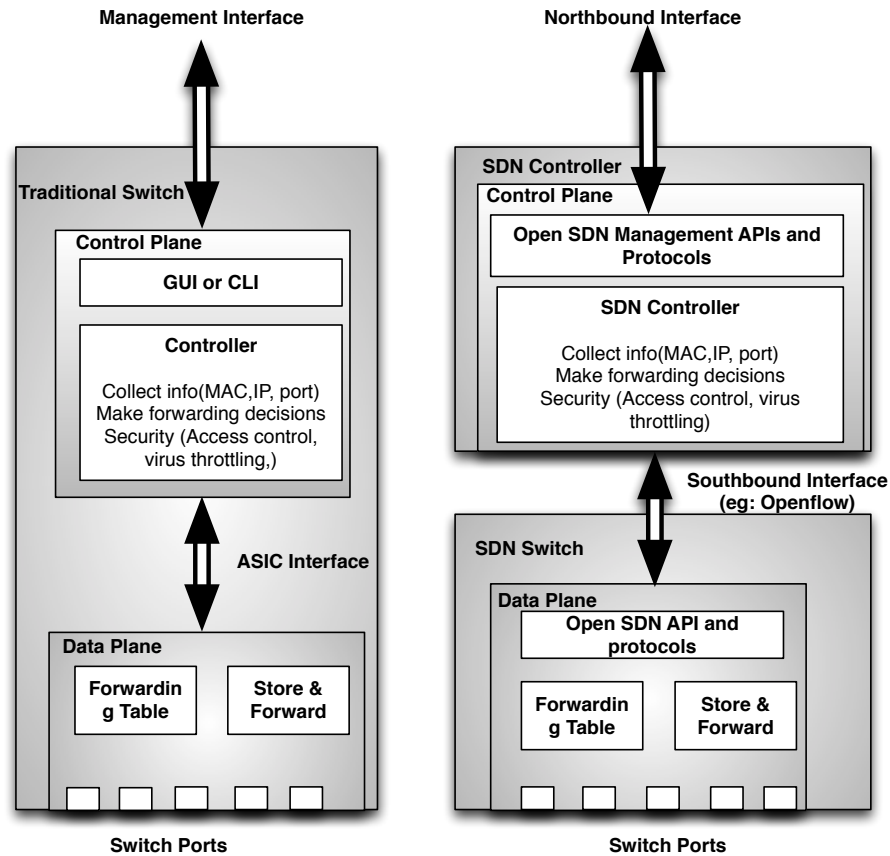 Management Interface
Traditional Switch
Control Plane
GUI or CLI
Controller
Collect info(MAC,IP, port)
Make forwarding decisions
Security (Access control,
virus throttling,)
ASIC Interface
Data Plane
Forwardin
g Table
Store &
Forward
Switch Ports
Northbound Interface
SDN Controller
Control Plane
Open SDN Management APIs and
Protocols
SDN Controller
Collect info(MAC,IP, port)
Make forwarding decisions
Security (Access control, virus
throttling)
Southbound Interface
(eg: Openflow)
SDN Switch
Data Plane
Open SDN API and
protocols
Forwardin
g Table
Store &
Forward
Switch Ports